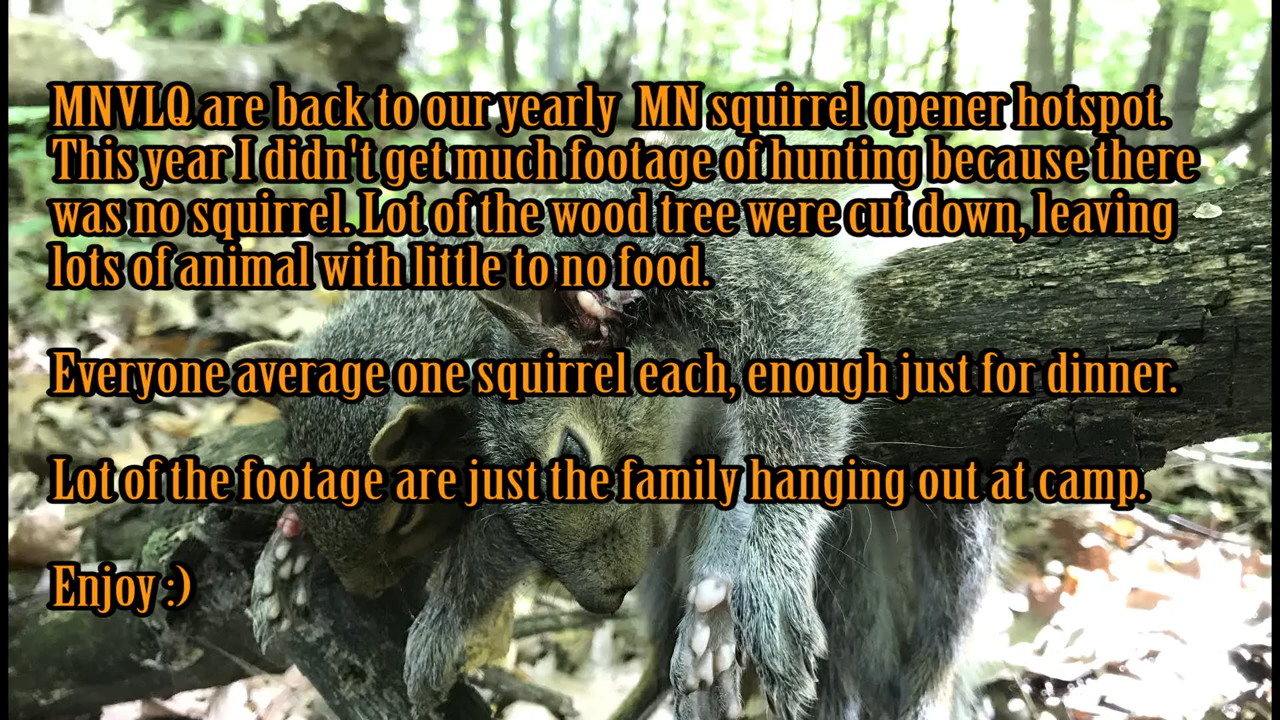 MNVLQ are back to our yearly  MN squirrel opener hotspot.
This year I didn't get much footage of hunting because there
was no squirrel. Lot of the wood tree were cut down, leaving
lots of animal with little to no food.
Everyone average one squirrel each, enough just for dinner.
Lot of the footage are just the family hanging out at camp.
Enjoy :)